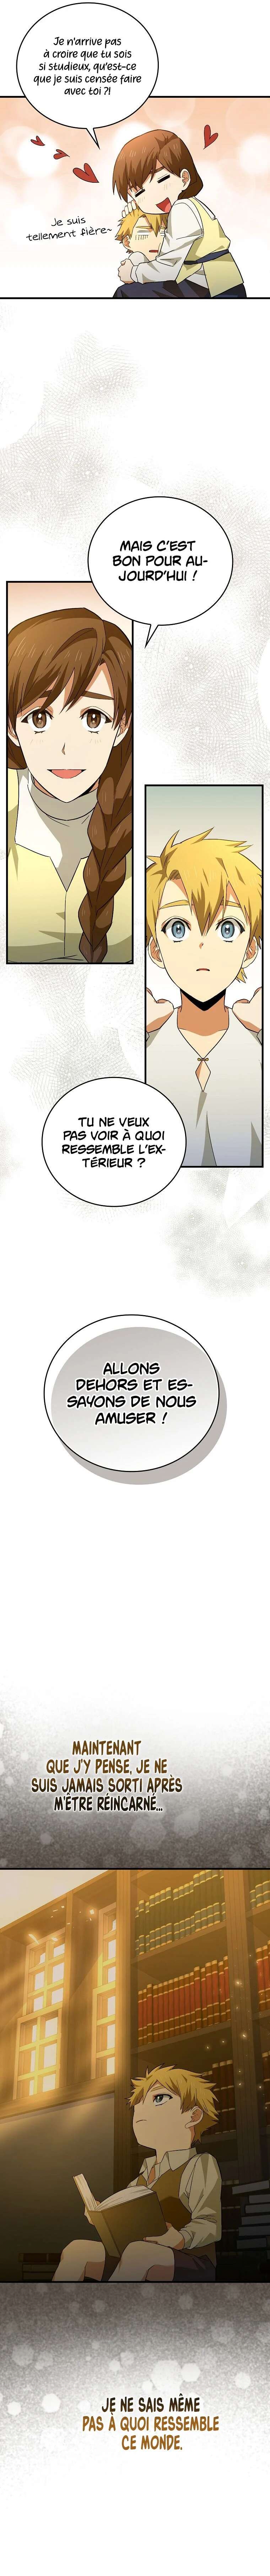 Je n'arrive pas
à croire que tu sois
si studieux, qu'est-ce
que je suis censée faire
avec toi ?!
Je suis
tellement fière~
MAIS C'EST
BON POUR AU-
JOURD'HUI !
TU NE VEUX
PAS VOIR À QUOI
RESSEMBLE L'EX-
TÉRIEUR ?
ALLONS
DEHORS ET ES-
SAYONS DE NOUS
AMUSER !
MAINTENANT
QUE J'Y PENSE, JE NE
SUIS JAMAIS SORTI APRÈS
M'ÊTRE RÉINCARNÉ...
JE NE SAIS MÊME
PAS À QUOI RESSEMBLE
CE MONDE.